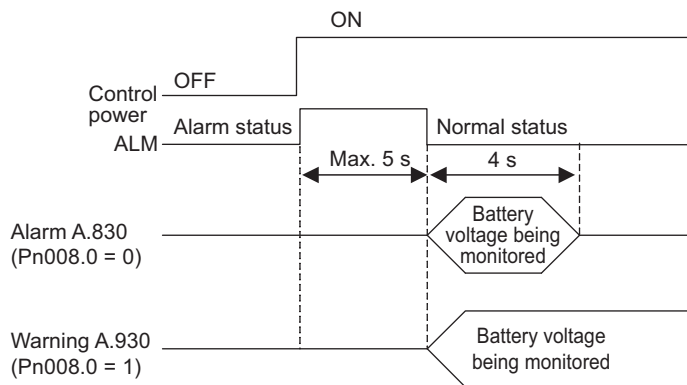 ON
OFF
Control
power
ALM
Alarm status
Normal status
Max. 5 s
4 s
Alarm A.830
(Pn008.0 = 0)
Battery
voltage being
monitored
Warning A.930
(Pn008.0 = 1)
Battery voltage
being monitored